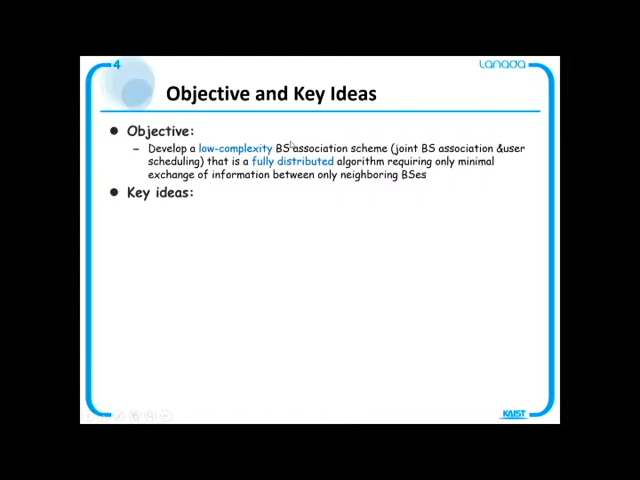 4
Lanada
Objective and Key Ideas
● Objective:
– Develop a low-complexity BS association scheme (joint BS association &user
scheduling) that is a fully distributed algorithm requiring only minimal
exchange of information between only neighboring BSes
● Key ideas:
KAIST